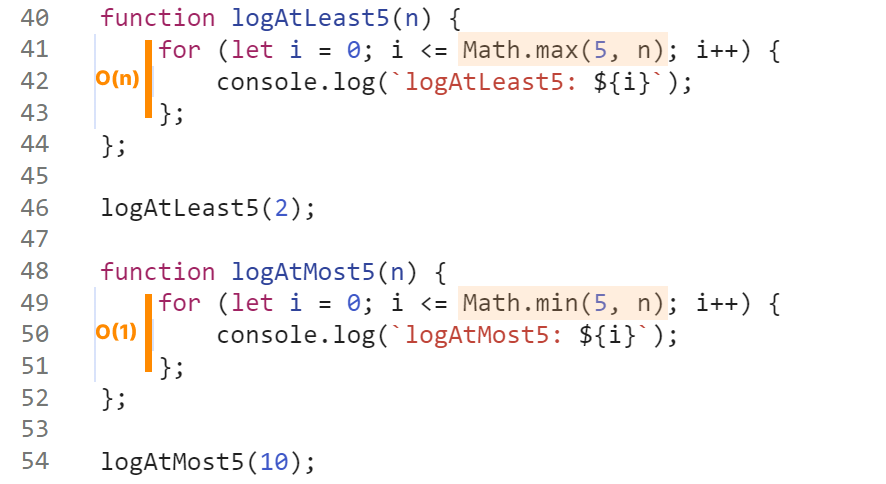 40 function logAtLeast5(n) {
41 for (let i = 0; i <= Math.max(5, n); i++) {
42 O(n) console.log(`logAtLeast5: ${i}`);
43 };
44 };
45
46 logAtLeast5(2);
47
48 function logAtMost5(n) {
49 for (let i = 0; i <= Math.min(5, n); i++) {
50 O(1) console.log(`logAtMost5: ${i}`);
51 };
52 };
53
54 logAtMost5(10);